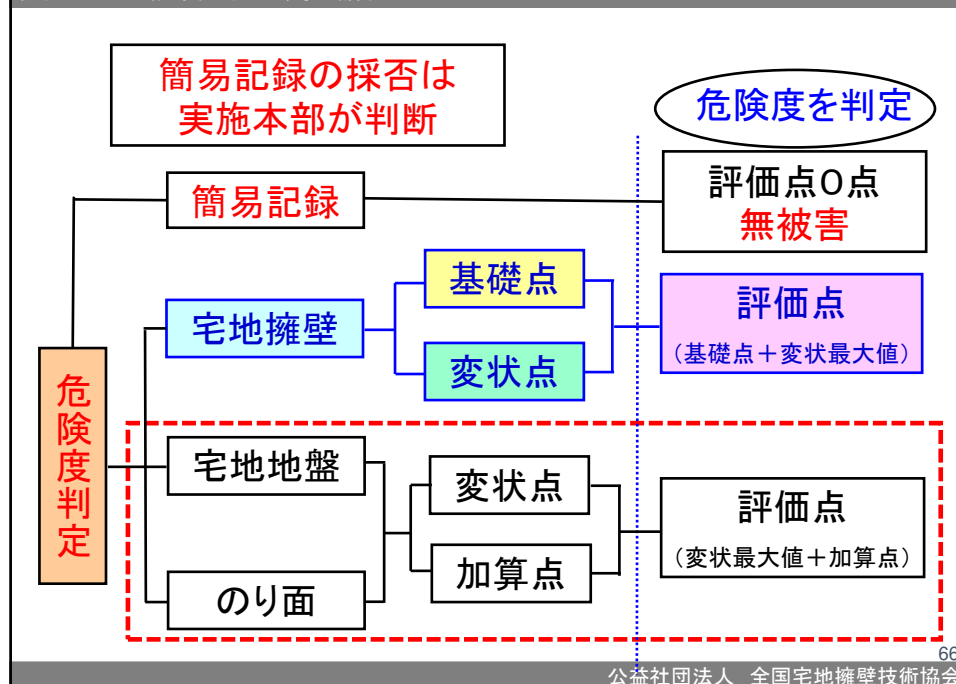 簡易記録の採否は
実施本部が判断
危険度を判定
簡易記録
評価点0点
無被害
宅地擁壁
基礎点
変状点
評価点
(基礎点+変状最大値)
危険度判定
宅地地盤
のり面
変状点
加算点
評価点
(変状最大値+加算点)
66
公益社団法人 全国宅地擁壁技術協会